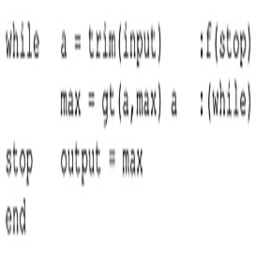 while a = trim(input) :f(stop)
max = gt(a,max) a :(while)
stop output = max
end